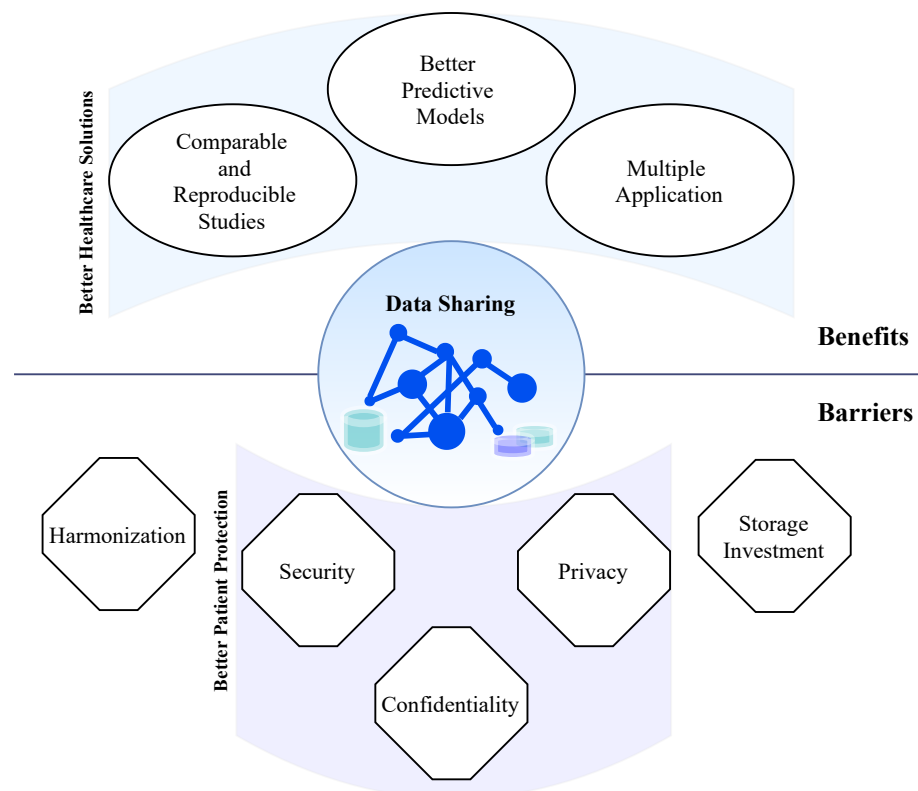 Better Healthcare Solutions
Better
Predictive
Models
Comparable
and
Reproducible
Studies
Multiple
Application
Data Sharing
Benefits
Barriers
Better Patient Protection
Harmonization
Security
Privacy
Storage
Investment
Confidentiality